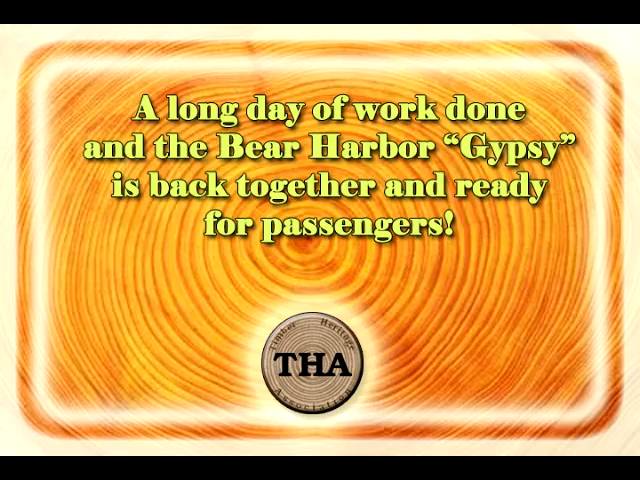 A long day of work done
and the Bear Harbor “Gypsy”
is back together and ready
for passengers!
Timber Heritage
THA
Association